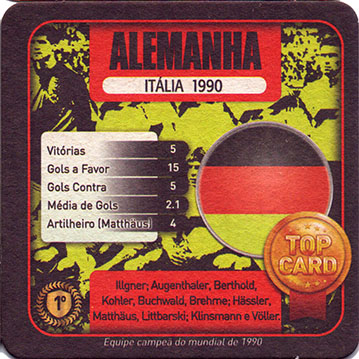 ALEMANHA
ITÁLIA 1990
Vitórias 5
Gols a Favor 15
Gols Contra 5
Média de Gols 2.1
Artilheiro (Matthäus) 4
TOP
CARD
1º
Illgner; Augenthaler, Berthold,
Kohler, Buchwald, Brehme; Hässler,
Matthäus, Littbarski; Klinsmann e Völler.
Equipe campeã do mundial de 1990